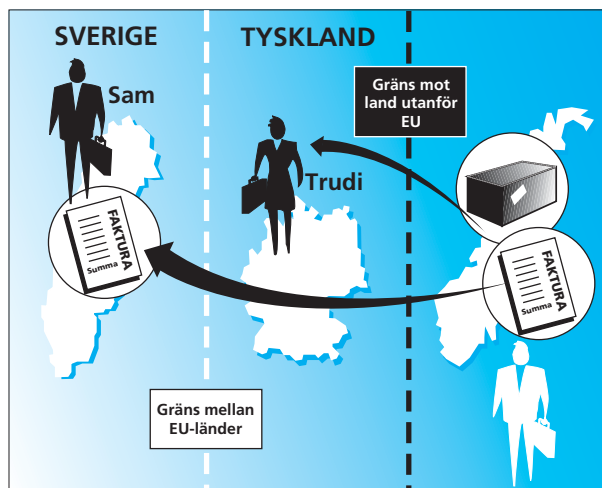 SVERIGE
TYSKLAND
Sam
Gräns mot
land utanför
EU
Trudi
FAKTURA
Summa
FAKTURA
Summa
Gräns mellan
EU-länder